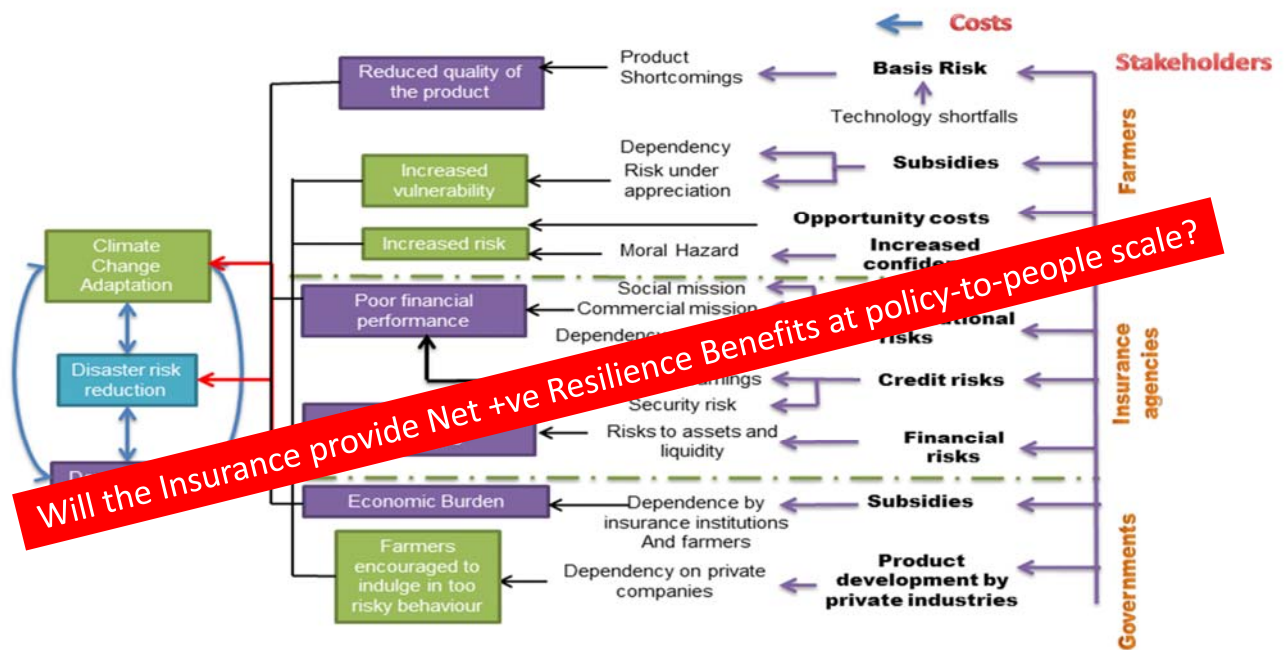 Costs
Stakeholders
Reduced quality of
the product
Product
Shortcomings
Basis Risk
Technology shortfalls
Farmers
Increased
vulnerability
Dependency
Risk under
appreciation
Subsidies
Opportunity costs
Increased risk
Moral Hazard
Increased
Climate
Change
Adaptation
Will the Insurance provide Net +ve Resilience Benefits at policy-to-people scale?
Poor financial
performance
Social mission
Commercial mission
risks
Insurance
agencies
Disaster risk
reduction
Credit risks
Security risk
Risks to assets and
liquidity
Financial
risks
Economic Burden
Dependence by
insurance institutions
And farmers
Subsidies
Farmers
encouraged to
indulge in too
risky behaviour
Dependency on private
companies
Product
development by
private industries
Governments